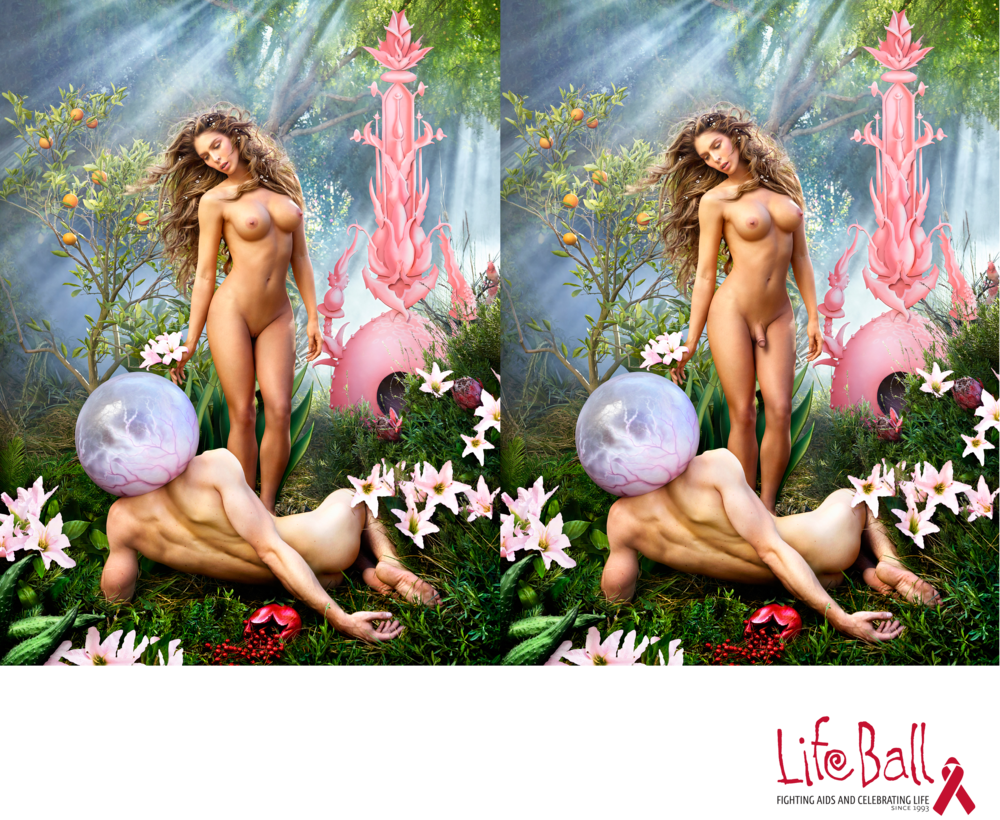 Life Ball
FIGHTING AIDS AND CELEBRATING LIFE
SINCE 1993